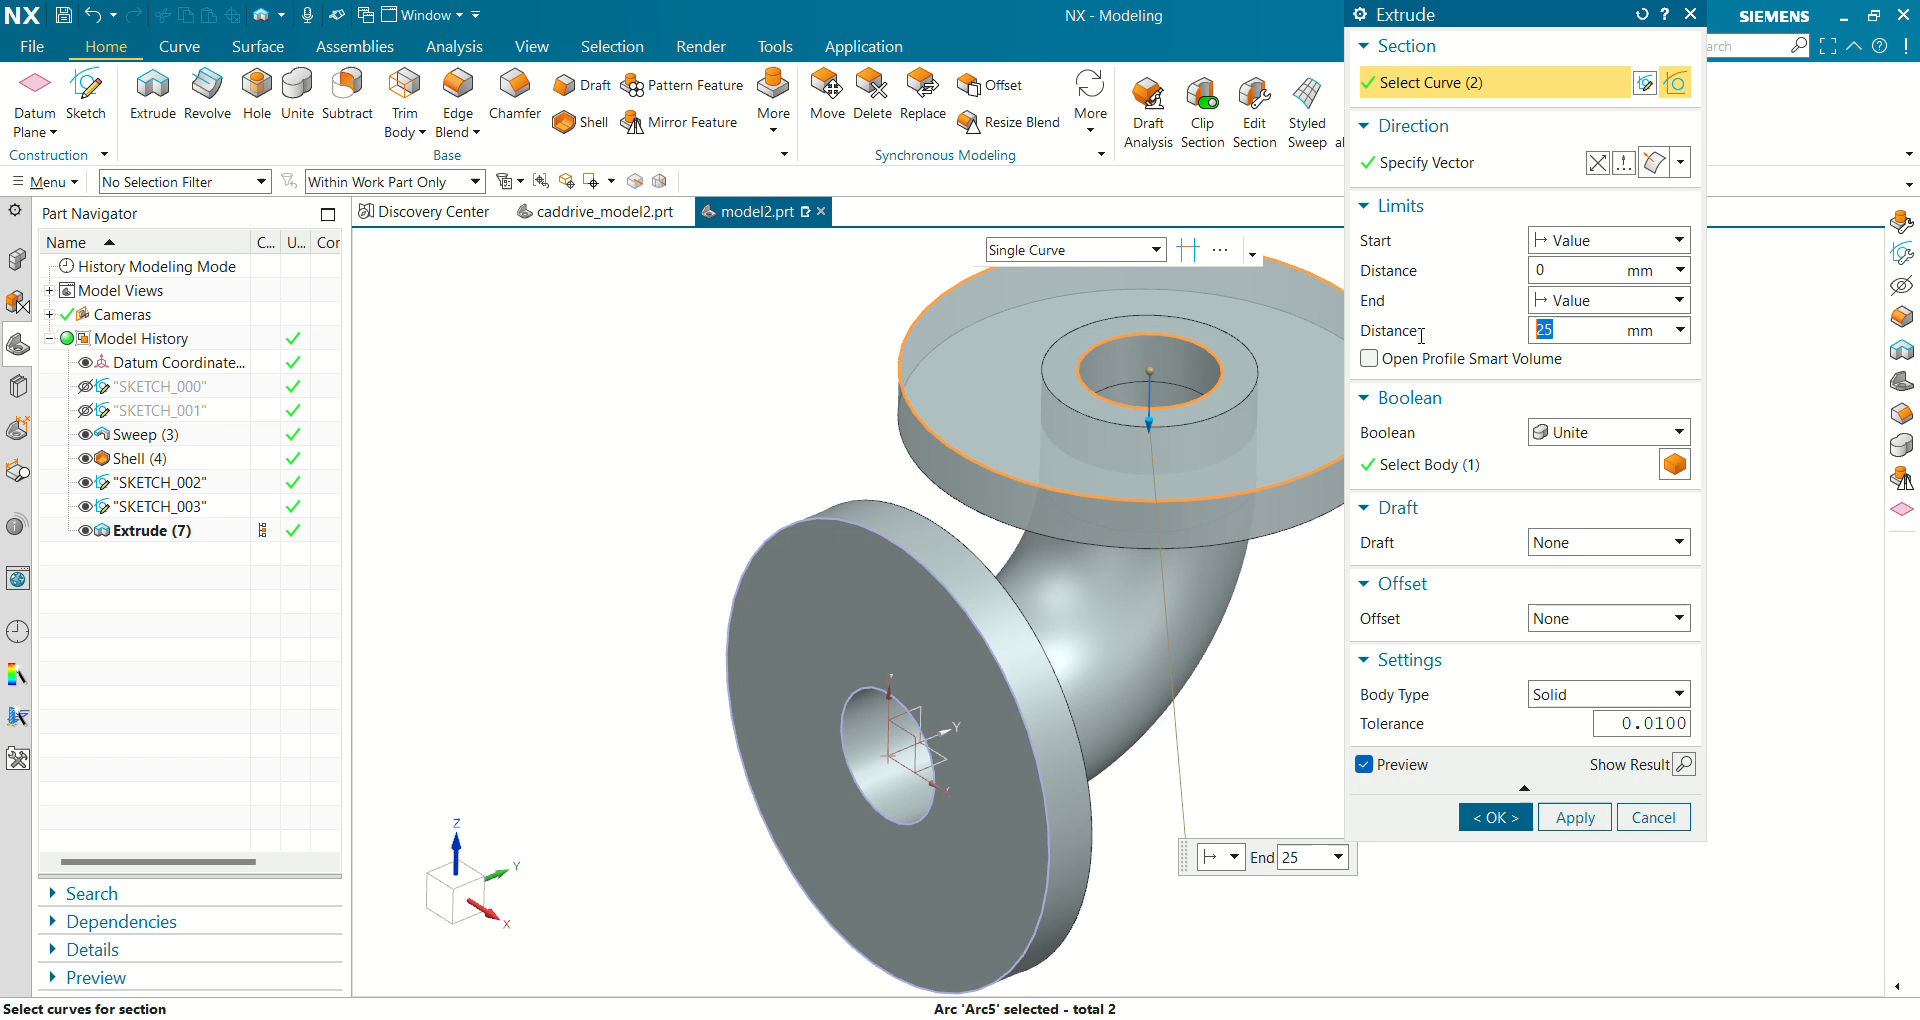 NX Window NX - Modeling SIEMENS
File Home Curve Surface Assemblies Analysis View Selection Render Tools Application
Datum Plane
Sketch
Construction
Extrude
Revolve
Hole
Unite
Subtract
Trim Body
Edge Blend
Chamfer
Draft
Shell
Pattern Feature
Mirror Feature
More
Base
Move
Delete
Replace
Offset
Resize Blend
More
Synchronous Modeling
Draft Analysis
Clip Section
Edit Section
Styled Sweep
Menu No Selection Filter Within Work Part Only
Part Navigator
Name C... U... Cor
History Modeling Mode
Model Views
Cameras
Model History
Datum Coordinate...
"SKETCH_000"
"SKETCH_001"
Sweep (3)
Shell (4)
"SKETCH_002"
"SKETCH_003"
Extrude (7)
Search
Dependencies
Details
Preview
Discovery Center caddrive_model2.prt model2.prt
Single Curve
Y
Z
Y
X
End 25
Extrude
Section
Select Curve (2)
Direction
Specify Vector
Limits
Start Value
Distance 0 mm
End Value
Distance 25 mm
Open Profile Smart Volume
Boolean
Boolean Unite
Select Body (1)
Draft
Draft None
Offset
Offset None
Settings
Body Type Solid
Tolerance 0.0100
Preview Show Result
< OK > Apply Cancel
Select curves for section Arc 'Arc5' selected - total 2